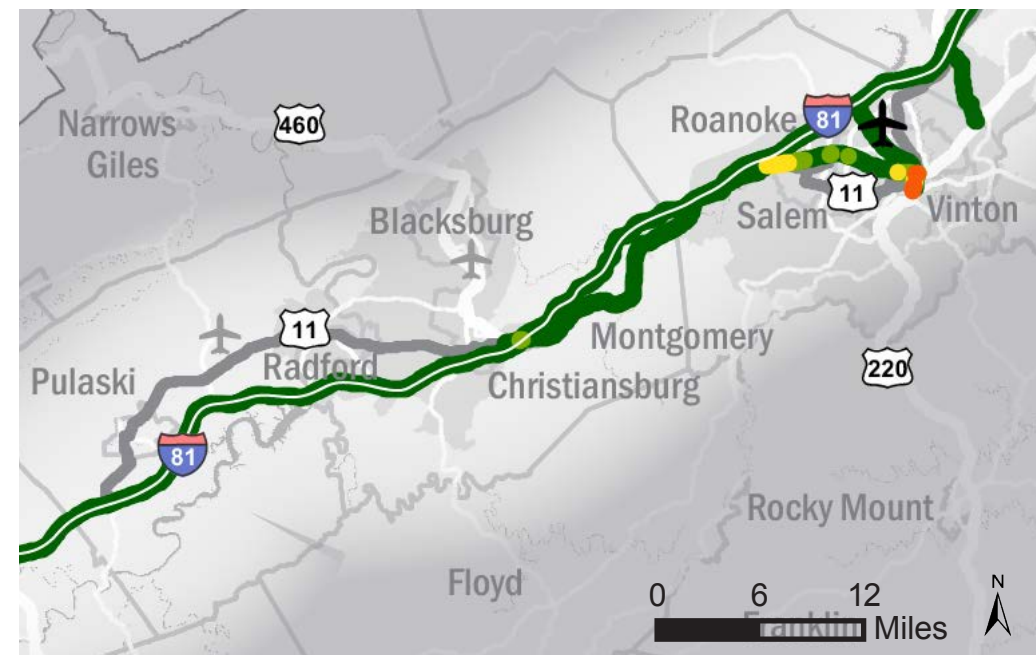 Narrows
Giles
460
Roanoke
81
Blacksburg
Salem
11
Vinton
11
Radford
Montgomery
Pulaski
Christiansburg
220
81
Rocky Mount
Floyd
0 6 12
Franklin
Miles
N